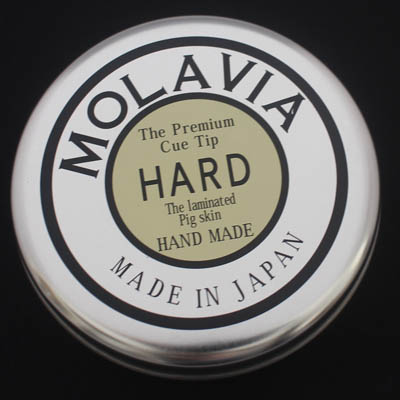 MOLAVIA
The Premium
Cue Tip
HARD
The laminated
Pig skin
HAND MADE
MADE IN JAPAN